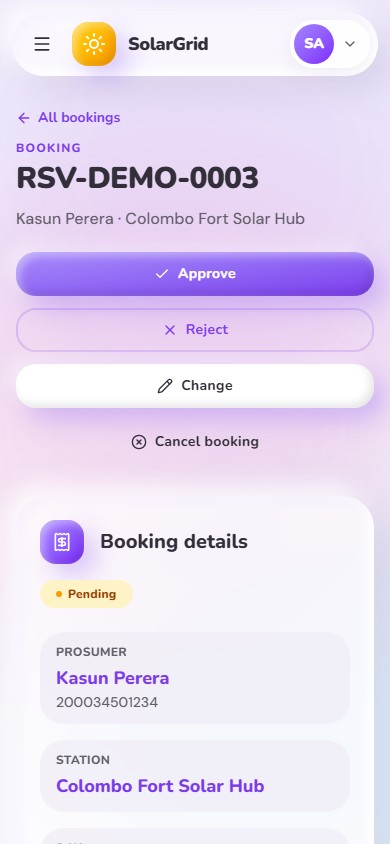 SolarGrid
SA
All bookings
BOOKING
RSV-DEMO-0003
Kasun Perera · Colombo Fort Solar Hub
Approve
Reject
Change
Cancel booking
Booking details
Pending
PROSUMER
Kasun Perera
200034501234
STATION
Colombo Fort Solar Hub